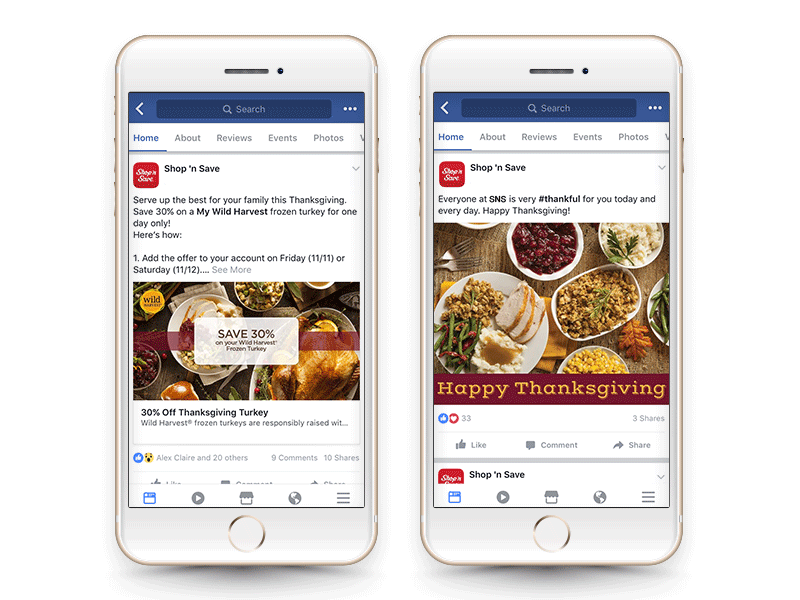 Search
Home About Reviews Events Photos V
Shop 'n Save
Shop 'n Save
Serve up the best for your family this Thanksgiving.
Save 30% on a My Wild Harvest frozen turkey for one
day only!
Here's how:
1. Add the offer to your account on Friday (11/11) or
Saturday (11/12).... See More
wild
HARVEST
SAVE 30%
on your Wild Harvest®
Frozen Turkey
30% Off Thanksgiving Turkey
Wild Harvest® frozen turkeys are responsibly raised wit...
Alex Claire and 20 others 9 Comments 10 Shares
Like Comment Share
Search
Home About Reviews Events Photos V
Shop 'n Save
Shop 'n Save
Everyone at SNS is very #thankful for you today and
every day. Happy Thanksgiving!
Happy Thanksgiving
33 3 Shares
Like Comment Share
Shop 'n Save
Shop 'n Save